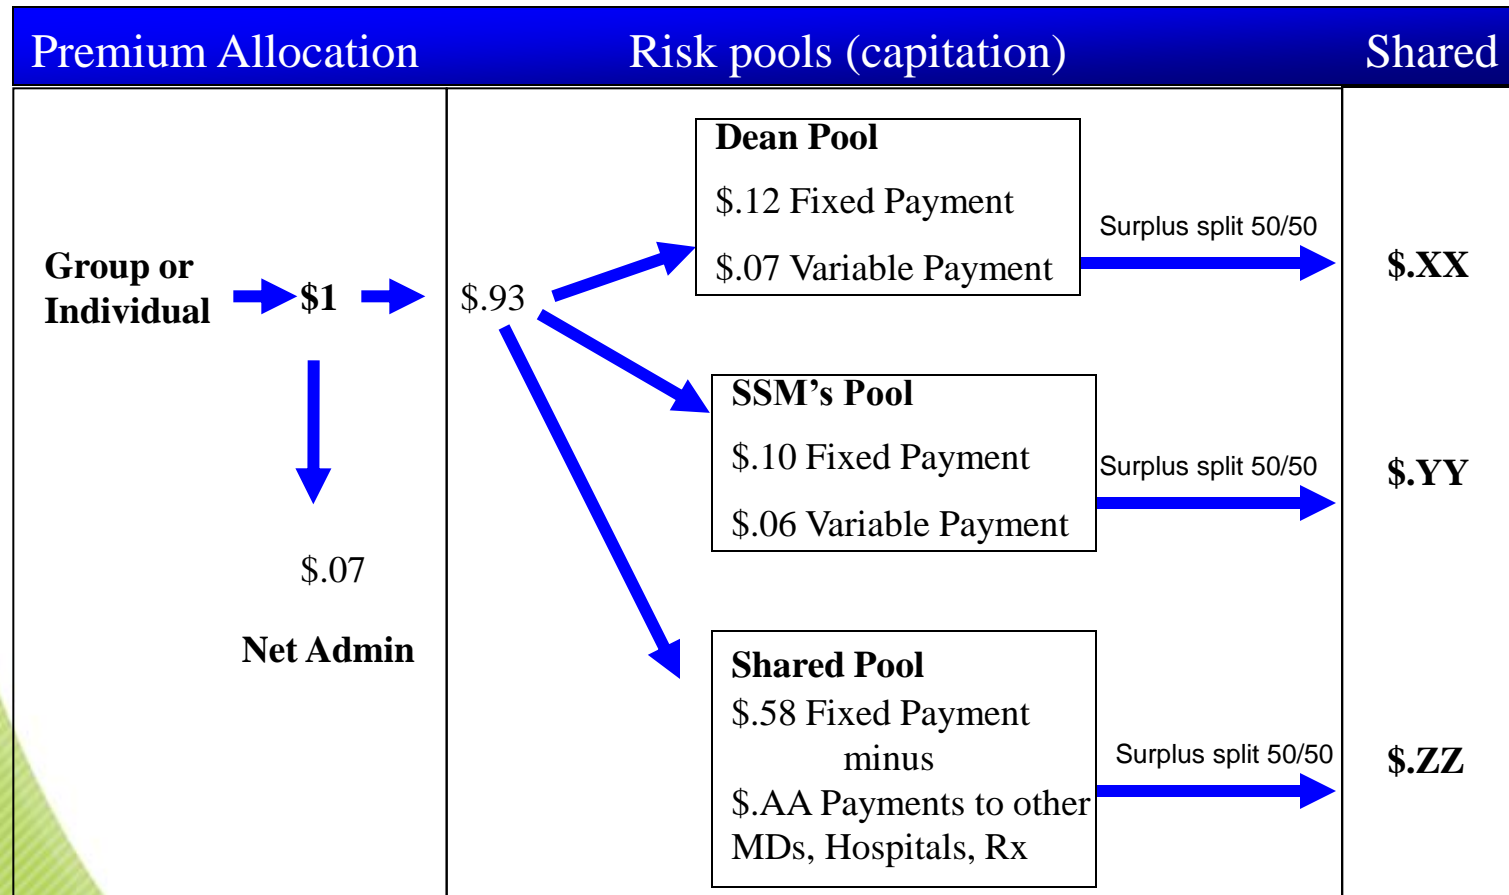 Premium Allocation
Risk pools (capitation)
Shared
Group or
Individual
$1
$.07
Net Admin
$.93
Dean Pool
$.12 Fixed Payment
$.07 Variable Payment
Surplus split 50/50
$.XX
SSM’s Pool
$.10 Fixed Payment
$.06 Variable Payment
Surplus split 50/50
$.YY
Shared Pool
$.58 Fixed Payment
minus
$.AA Payments to other
MDs, Hospitals, Rx
Surplus split 50/50
$.ZZ